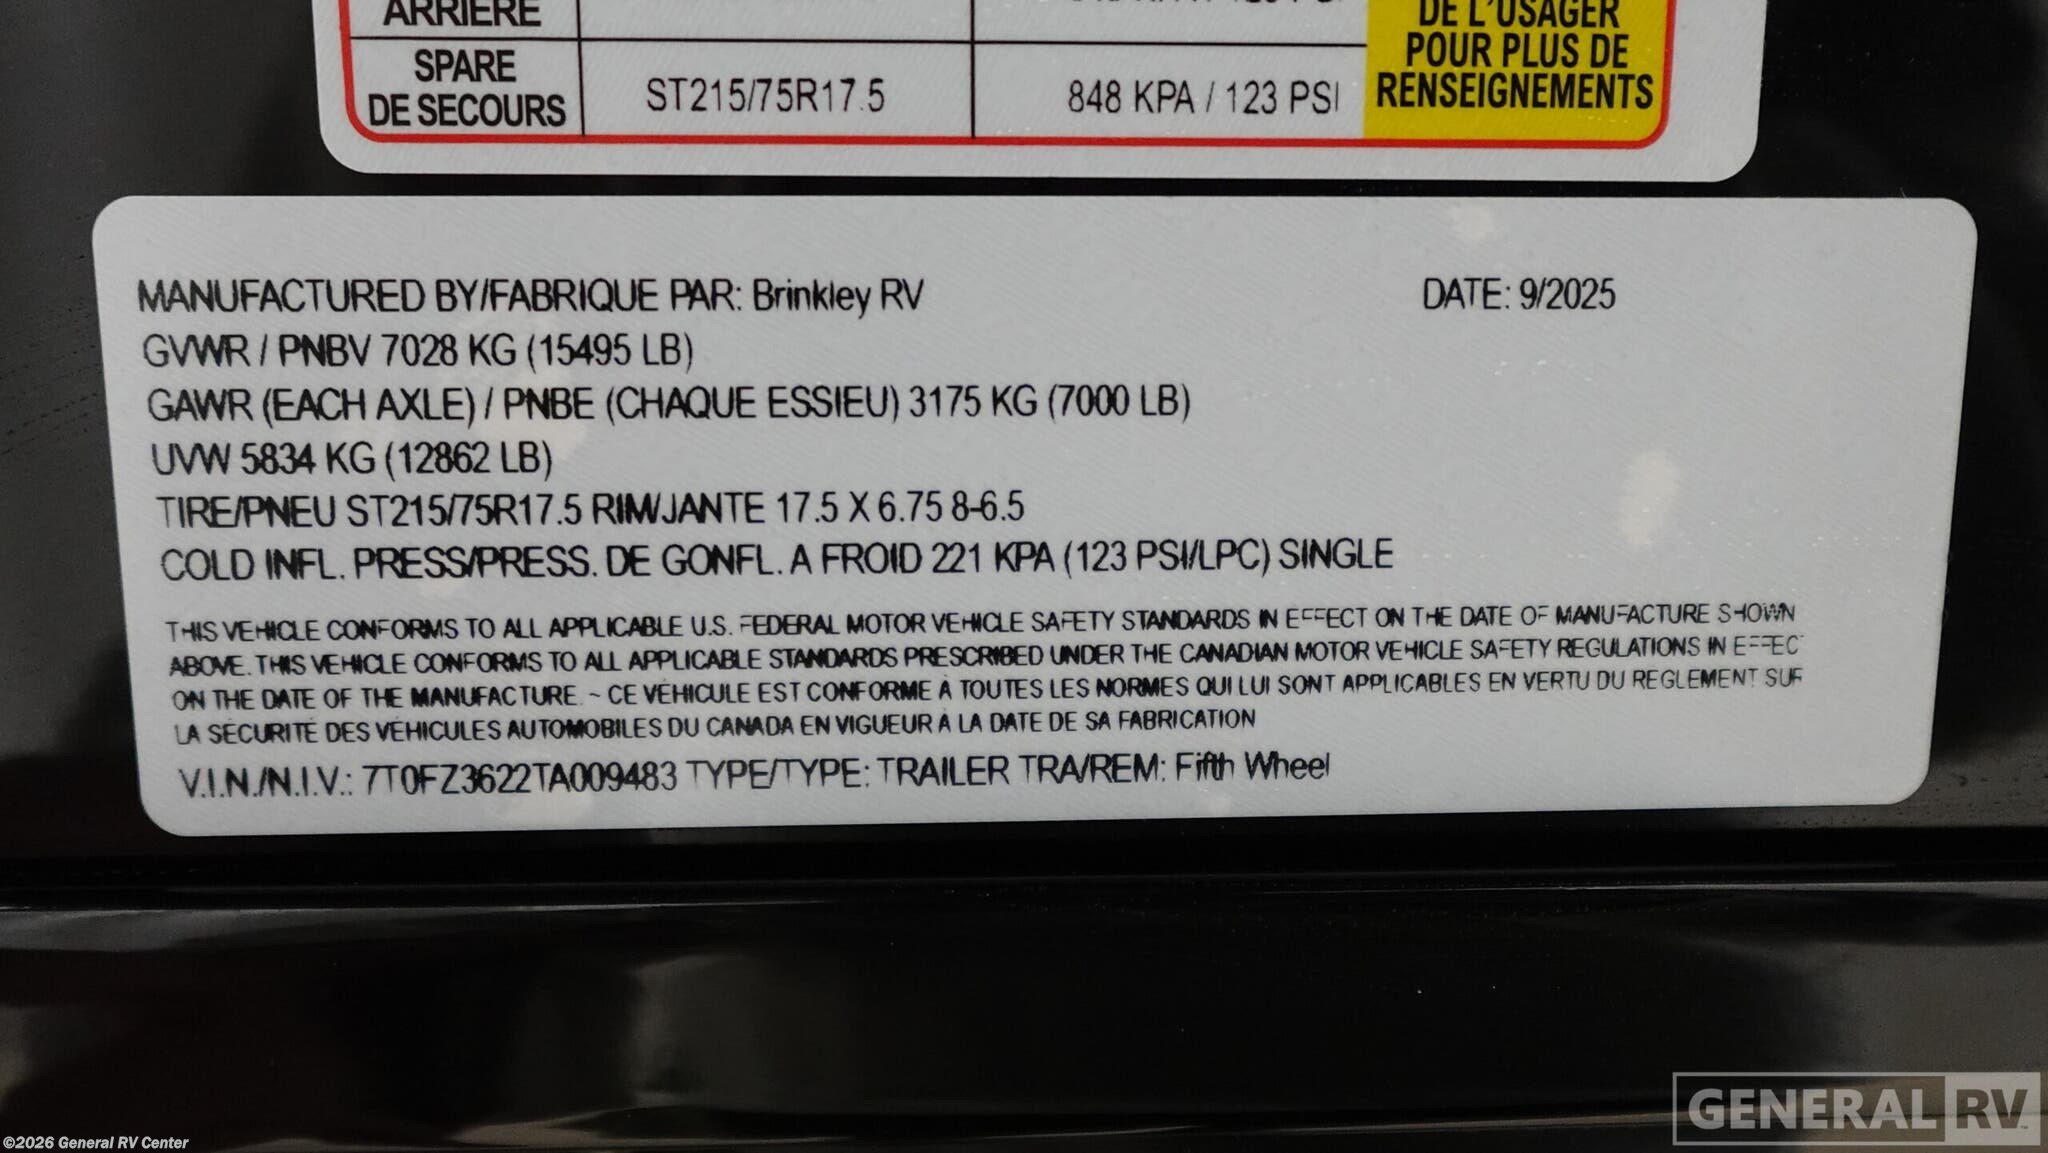 ARRIÈRE
DE L'USAGER
POUR PLUS DE
RENSEIGNEMENTS
SPARE
DE SECOURS
ST215/75R17.5
848 KPA / 123 PSI
MANUFACTURED BY/FABRIQUE PAR: Brinkley RV DATE: 9/2025
GVWR / PNBV 7028 KG (15495 LB)
GAWR (EACH AXLE) / PNBE (CHAQUE ESSIEU) 3175 KG (7000 LB)
UVW 5834 KG (12862 LB)
TIRE/PNEU ST215/75R17.5 RIM/JANTE 17.5 X 6.75 8-6.5
COLD INFL. PRESS/PRESS. DE GONFL. A FROID 221 KPA (123 PSI/LPC) SINGLE
THIS VEHICLE CONFORMS TO ALL APPLICABLE U.S. FEDERAL MOTOR VEHICLE SAFETY STANDARDS IN EFFECT ON THE DATE OF MANUFACTURE SHOWN
ABOVE. THIS VEHICLE CONFORMS TO ALL APPLICABLE STANDARDS PRESCRIBED UNDER THE CANADIAN MOTOR VEHICLE SAFETY REGULATIONS IN EFFEC
ON THE DATE OF THE MANUFACTURE ~ CE VÉHICULE EST CONFORME À TOUTES LES NORMES QUI LUI SONT APPLICABLES EN VERTU DU RÈGLEMENT SUR
LA SÉCURITÉ DES VÉHICULES AUTOMOBILES DU CANADA EN VIGUEUR À LA DATE DE SA FABRICATION
V.I.N./N.I.V.: 7T0FZ3622TA009483 TYPE/TYPE: TRAILER TRA/REM: Fifth Wheel
GENERAL RV
©2026 General RV Center